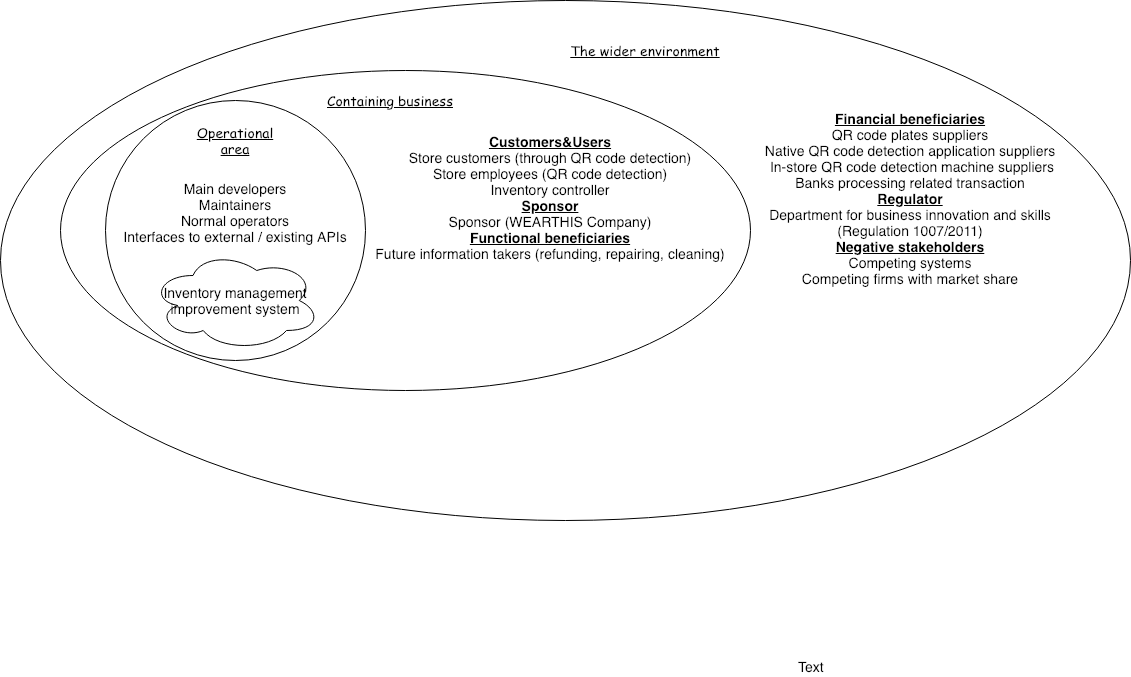 The wider environment
Containing business
Operational
area
Main developers
Maintainers
Normal operators
Interfaces to external / existing APIs
Inventory management
improvement system
Customers&Users
Store customers (through QR code detection)
Store employees (QR code detection)
Inventory controller
Sponsor
Sponsor (WEARTHIS Company)
Functional beneficiaries
Future information takers (refunding, repairing, cleaning)
Financial beneficiaries
QR code plates suppliers
Native QR code detection application suppliers
In-store QR code detection machine suppliers
Banks processing related transaction
Regulator
Department for business innovation and skills
(Regulation 1007/2011)
Negative stakeholders
Competing systems
Competing firms with market share
Text